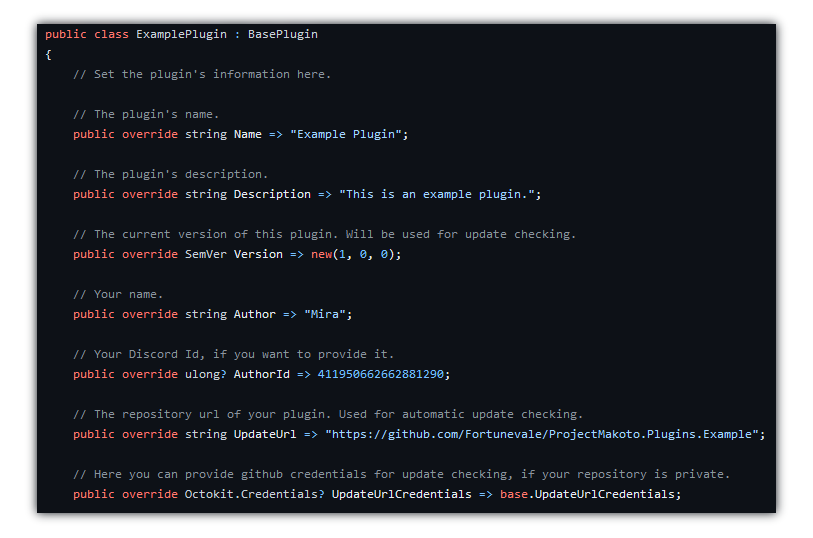 public class ExamplePlugin : BasePlugin
{
    // Set the plugin's information here.
    // The plugin's name.
    public override string Name => "Example Plugin";
    // The plugin's description.
    public override string Description => "This is an example plugin.";
    // The current version of this plugin. Will be used for update checking.
    public override SemVer Version => new(1, 0, 0);
    // Your name.
    public override string Author => "Mira";
    // Your Discord Id, if you want to provide it.
    public override ulong? AuthorId => 411950662662881290;
    // The repository url of your plugin. Used for automatic update checking.
    public override string UpdateUrl => "https://github.com/Fortunevale/ProjectMakoto.Plugins.Example";
    // Here you can provide github credentials for update checking, if your repository is private.
    public override Octokit.Credentials? UpdateUrlCredentials => base.UpdateUrlCredentials;